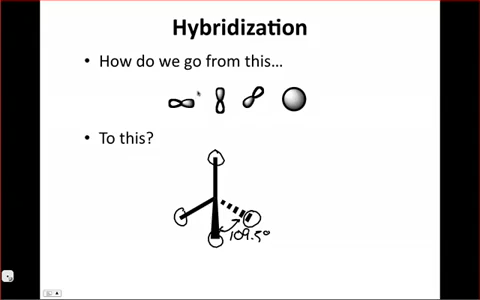 Hybridization
• How do we go from this…
• To this?
109.5°